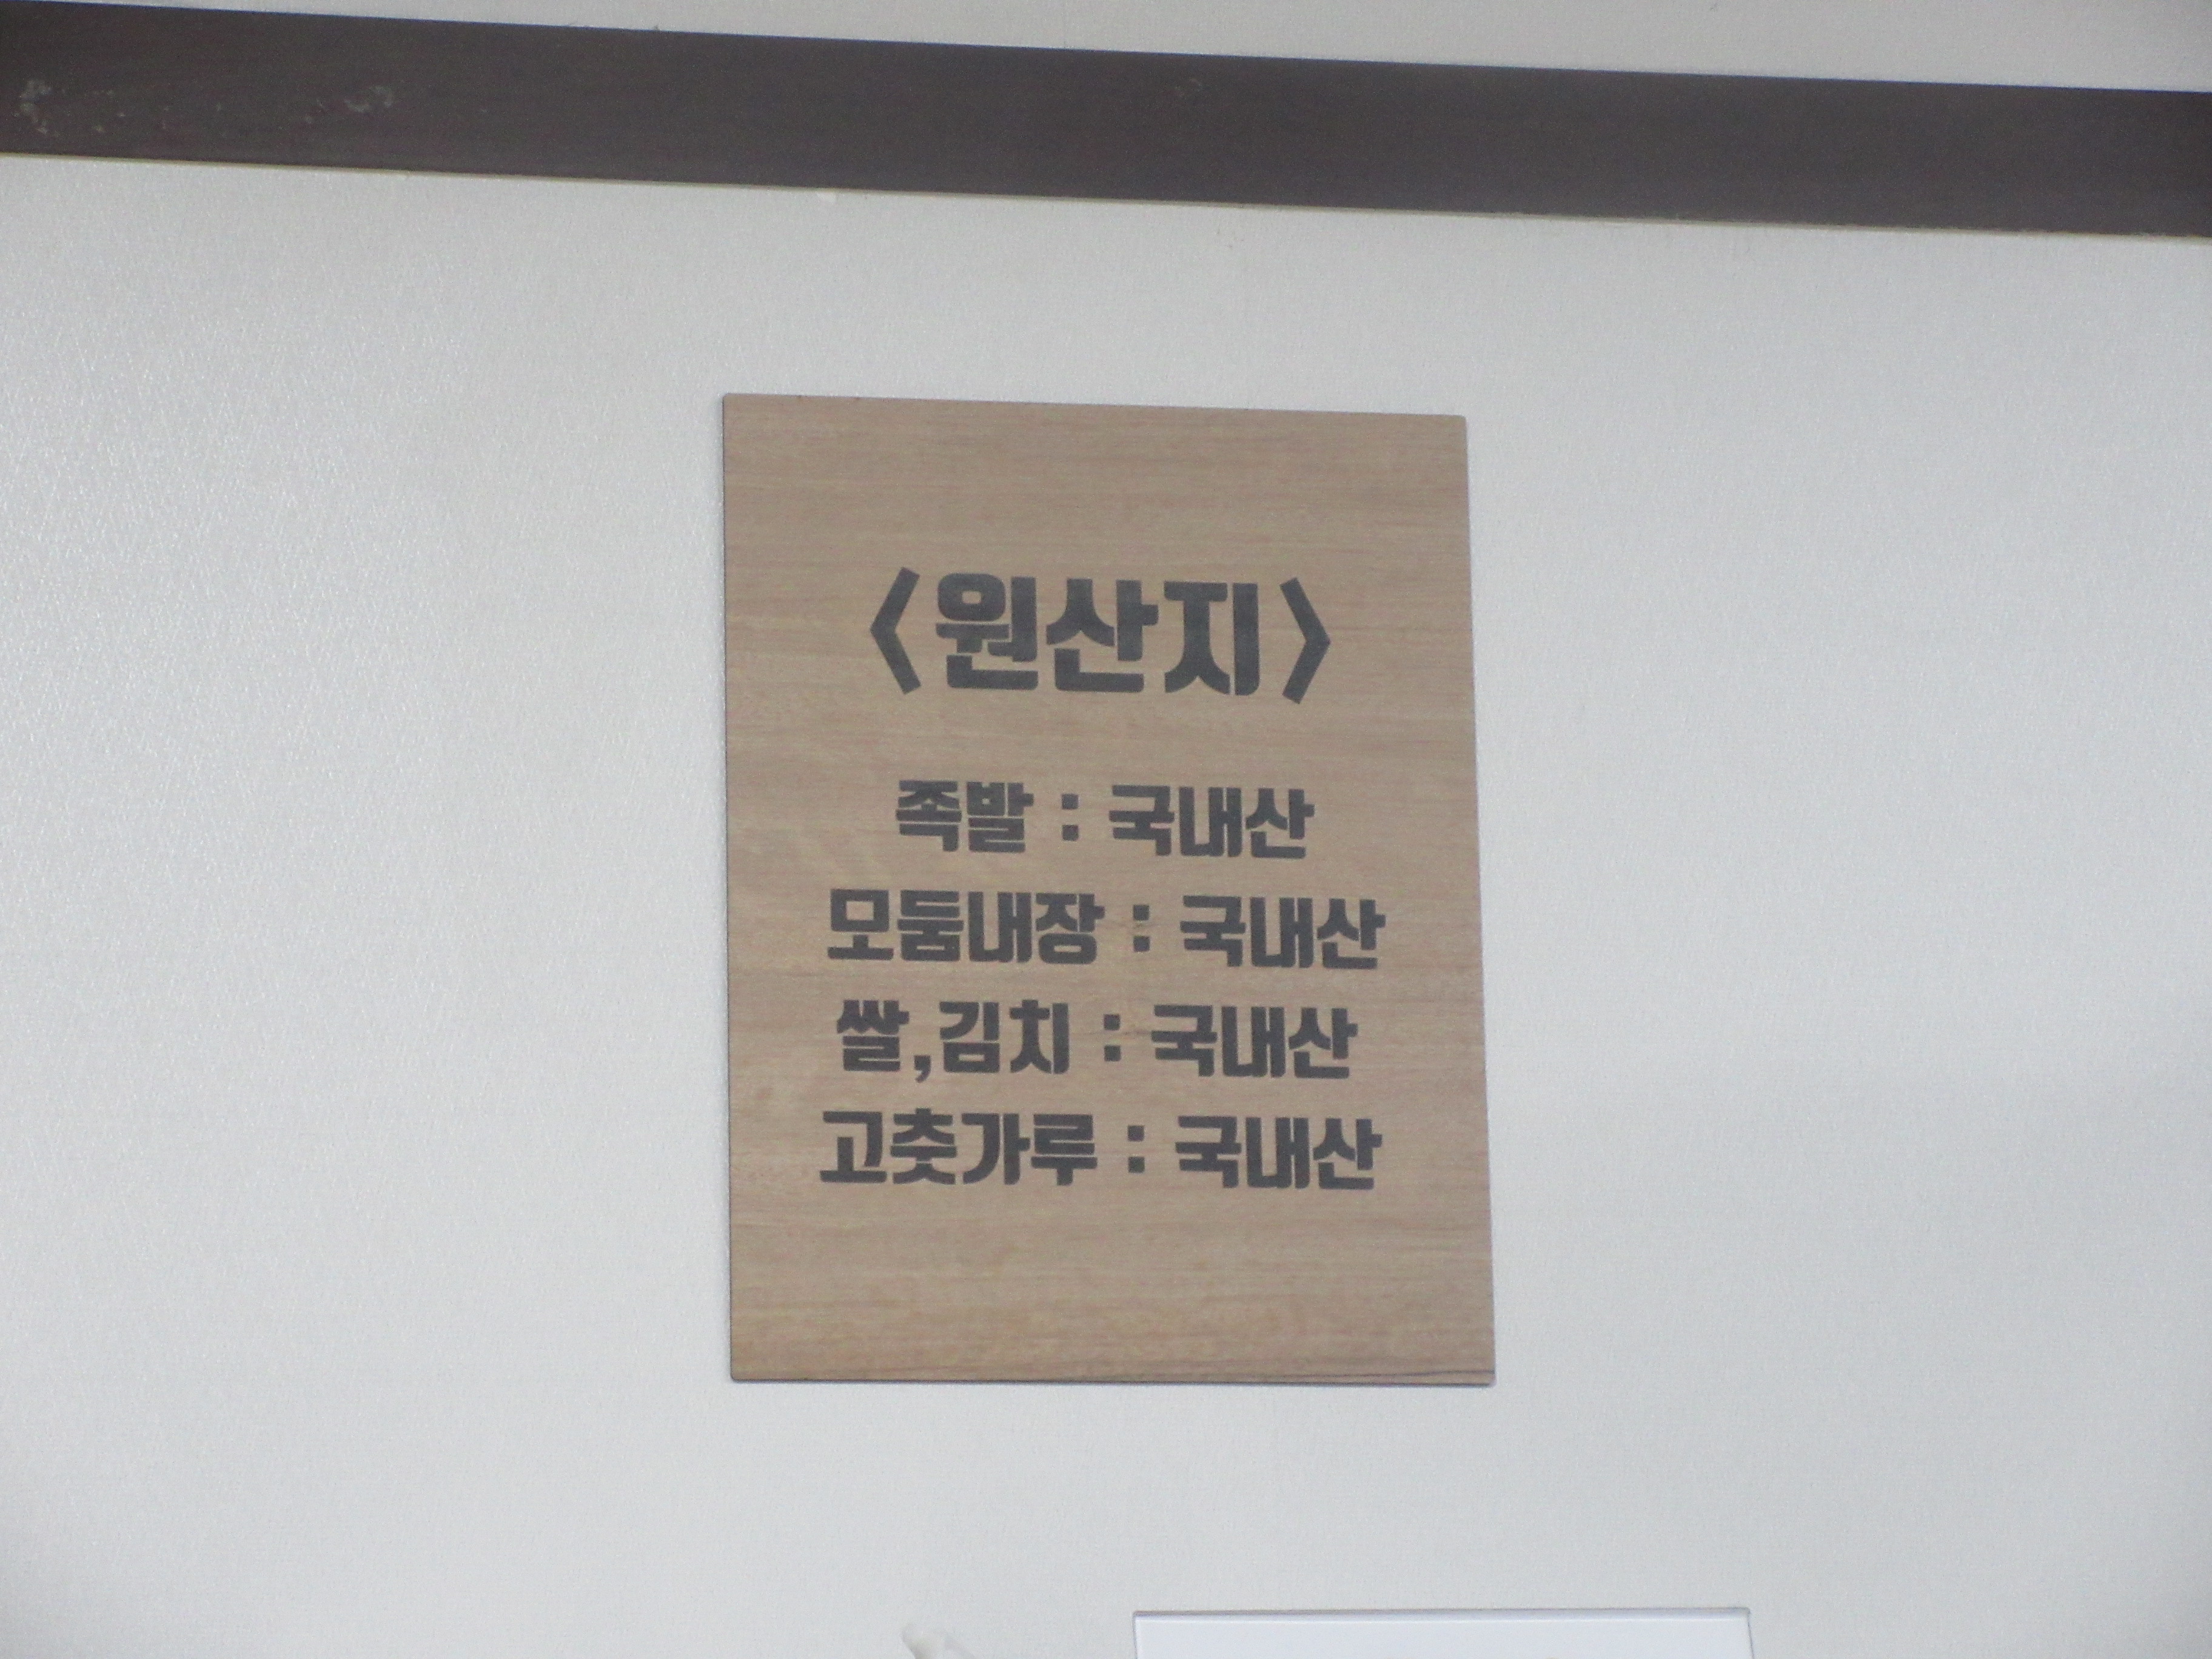 〈원산지〉
족발 : 국내산
모둠내장 : 국내산
쌀,김치 : 국내산
고춧가루 : 국내산